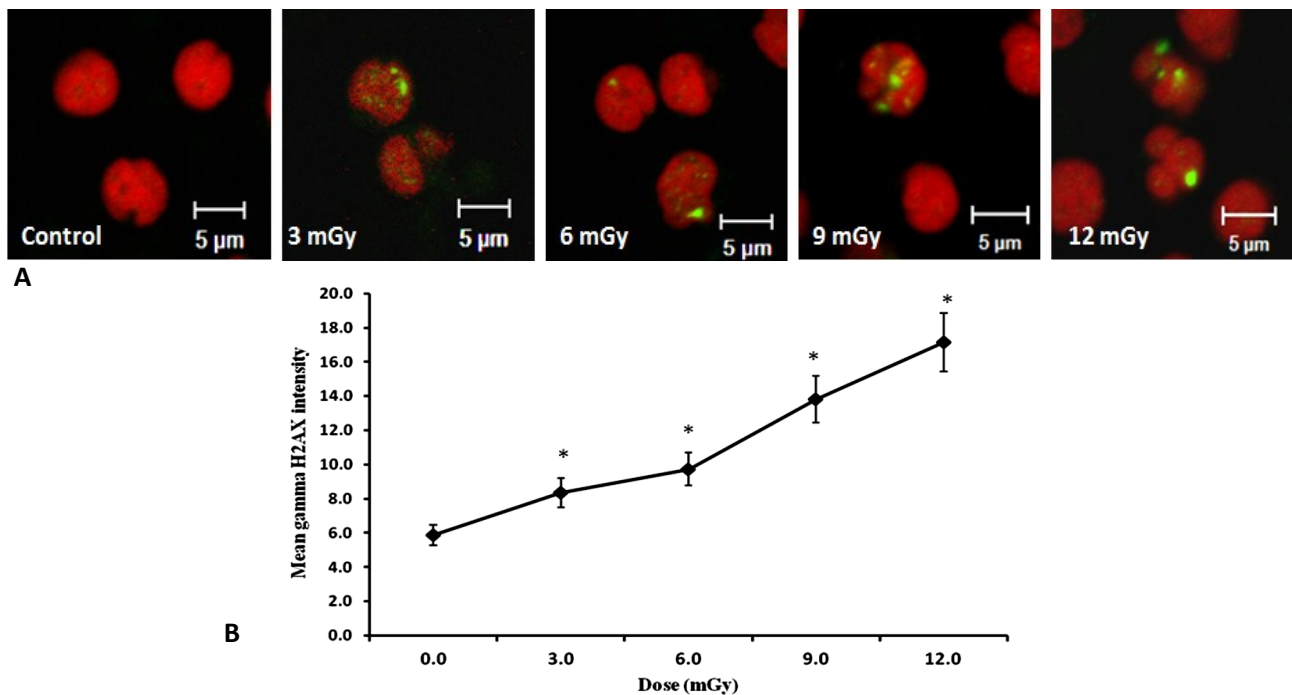 Control
5 µm
3 mGy
5 µm
6 mGy
5 µm
9 mGy
5 µm
12 mGy
5 µm
A
20.0
18.0
16.0
14.0
12.0
10.0
8.0
6.0
4.0
2.0
0.0
Mean gamma H2AX intensity
*
*
*
*
B
0.0 3.0 6.0 9.0 12.0
Dose (mGy)